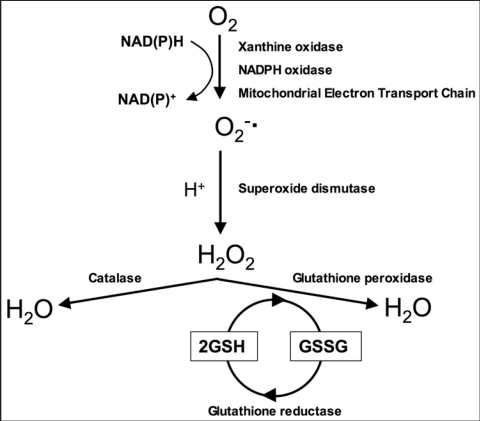 O₂
NAD(P)H
Xanthine oxidase
NADPH oxidase
NAD(P)⁺
Mitochondrial Electron Transport Chain
O₂⁻·
H⁺
Superoxide dismutase
H₂O₂
Catalase
Glutathione peroxidase
H₂O
H₂O
2GSH
GSSG
Glutathione reductase